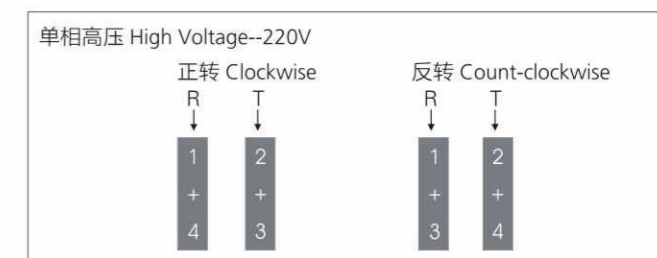 单相高压 High Voltage--220V
正转 Clockwise 反转 Count-clockwise
R T R T
1 2 1 2
+ + + +
4 3 3 4